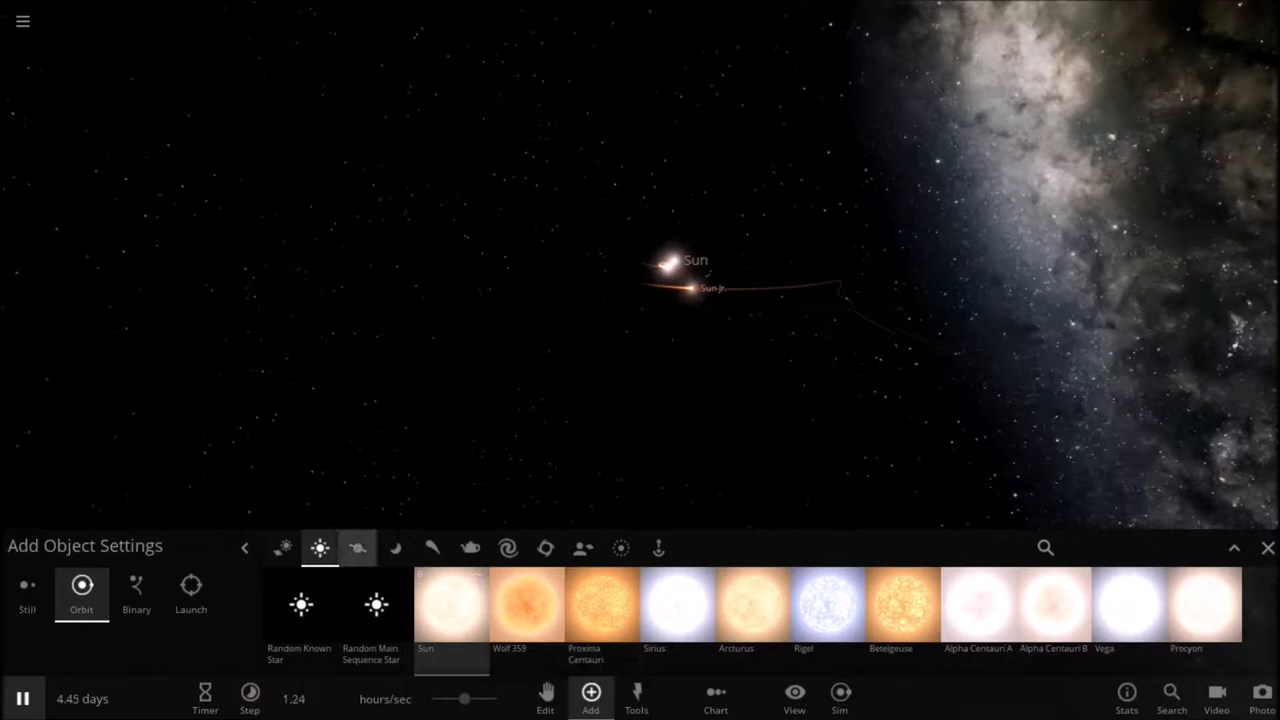 Sun
Sun Jr.
Add Object Settings
Still
Orbit
Binary
Launch
Random Known
Star
Random Main
Sequence Star
Sun
Wolf 359
Proxima
Centauri
Sirius
Arcturus
Rigel
Betelgeuse
Alpha Centauri A
Alpha Centauri B
Vega
Procyon
4.45 days
Timer
Step
1.24
hours/sec
Edit
Add
Tools
Chart
View
Sim
Stats
Search
Video
Photo